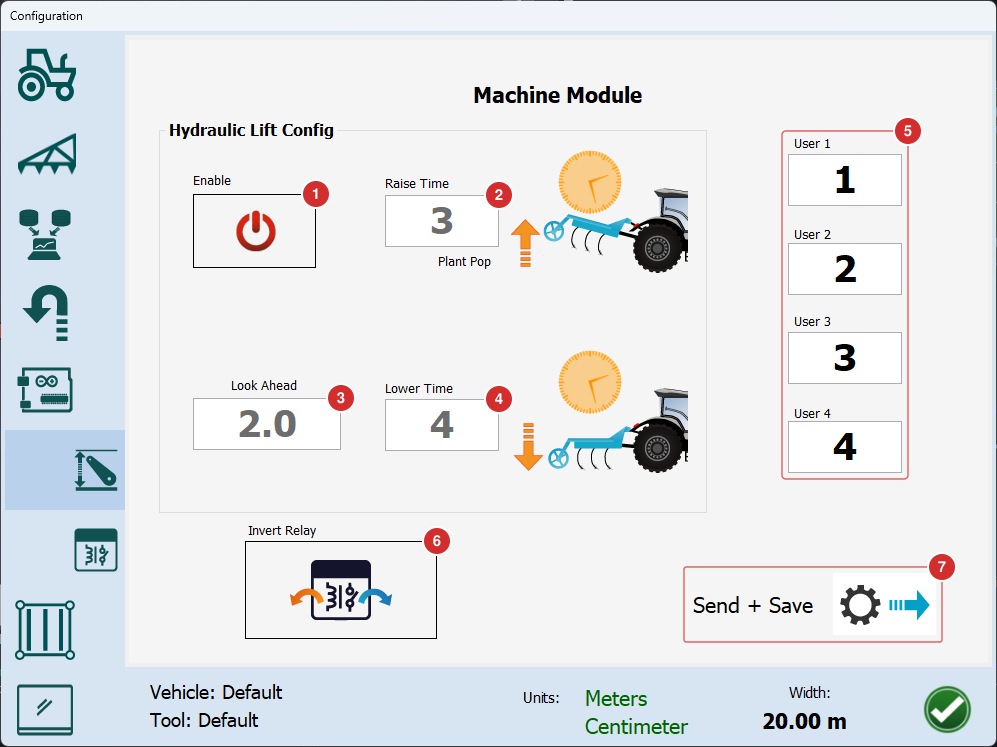 Configuration
Machine Module
Hydraulic Lift Config
Enable
1
Raise Time
2
3
Plant Pop
Look Ahead
3
2.0
Lower Time
4
4
5
User 1
1
User 2
2
User 3
3
User 4
4
Invert Relay
6
7
Send + Save
Vehicle: Default
Tool: Default
Units:
Meters
Centimeter
Width:
20.00 m